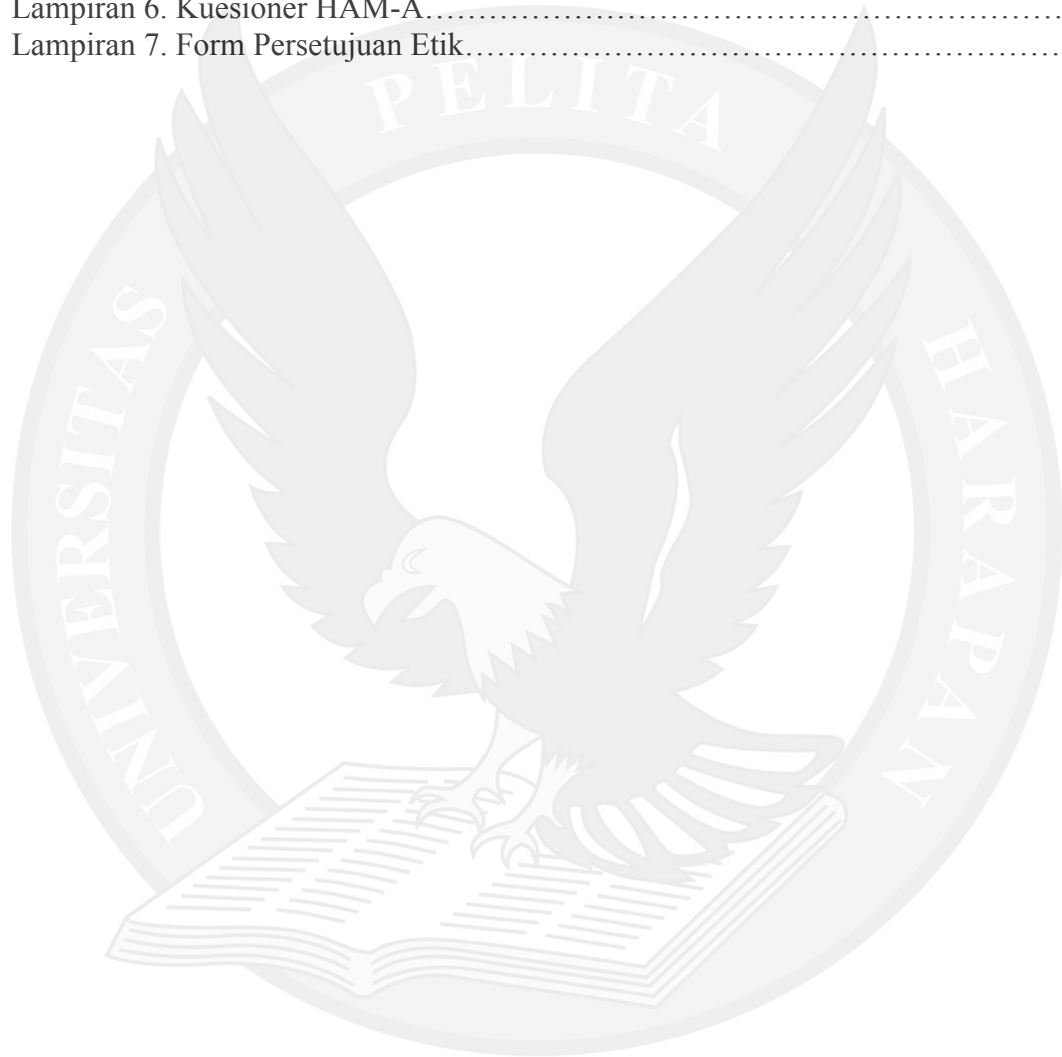 Lampiran 6. Kuesioner HAM-A……………………………………………………………
Lampiran 7. Form Persetujuan Etik……………………………………………………
UNIVERSITAS PELITA HARAPAN